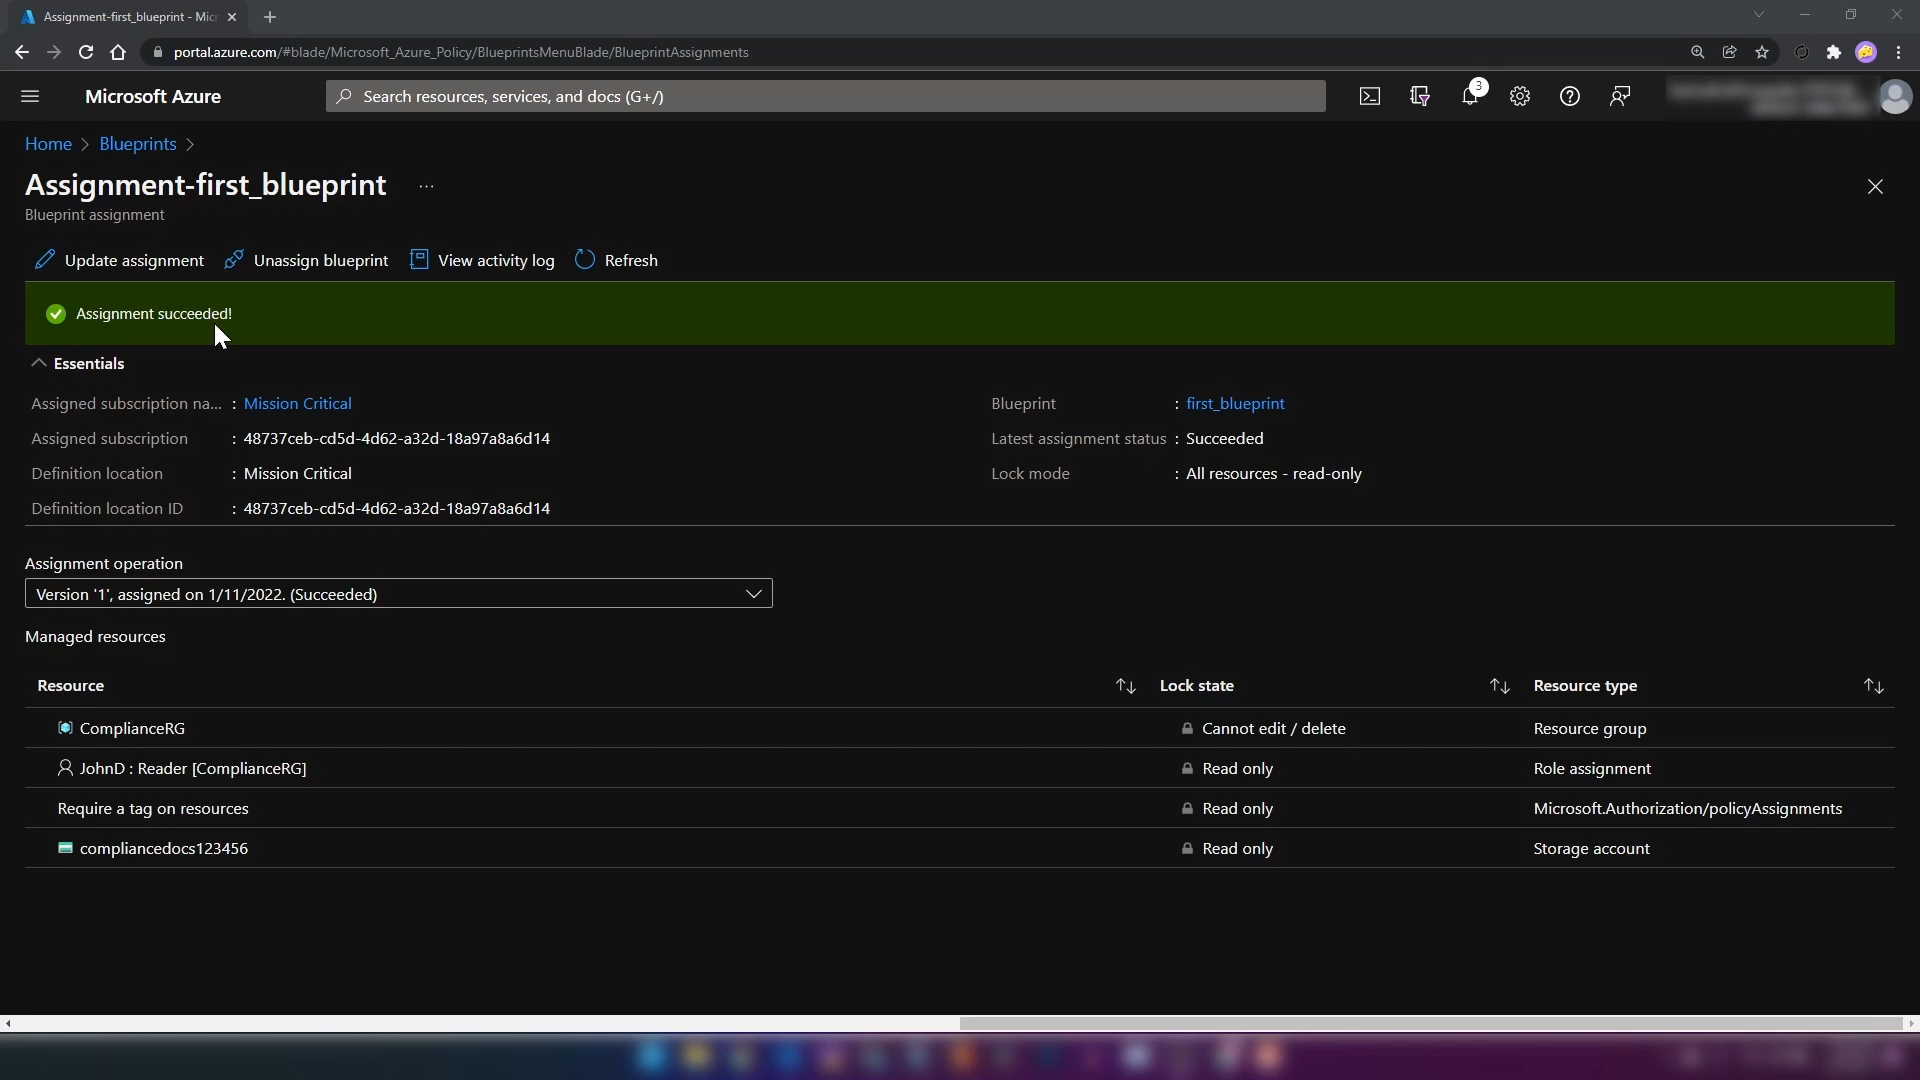 Assignment-first_blueprint - Mic
portal.azure.com/#blade/Microsoft_Azure_Policy/BlueprintsMenuBlade/BlueprintAssignments
Microsoft Azure
Search resources, services, and docs (G+/)
3
Home > Blueprints >
Assignment-first_blueprint ...
Blueprint assignment
Update assignment Unassign blueprint View activity log Refresh
Assignment succeeded!
Essentials
Assigned subscription na... : Mission Critical
Assigned subscription : 48737ceb-cd5d-4d62-a32d-18a97a8a6d14
Definition location : Mission Critical
Definition location ID : 48737ceb-cd5d-4d62-a32d-18a97a8a6d14
Blueprint : first_blueprint
Latest assignment status : Succeeded
Lock mode : All resources - read-only
Assignment operation
Version '1', assigned on 1/11/2022. (Succeeded)
Managed resources
Resource Lock state Resource type
ComplianceRG Cannot edit / delete Resource group
JohnD : Reader [ComplianceRG] Read only Role assignment
Require a tag on resources Read only Microsoft.Authorization/policyAssignments
compliancedocs123456 Read only Storage account